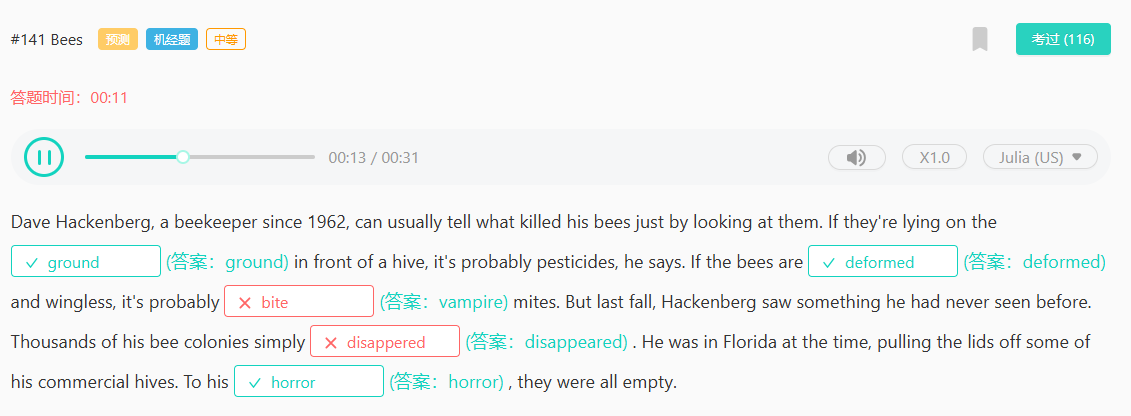 #141 Bees 预测 机经题 中等 考过 (116)
答题时间：00:11
00:13 / 00:31 X1.0 Julia (US)
Dave Hackenberg, a beekeeper since 1962, can usually tell what killed his bees just by looking at them. If they're lying on the
ground (答案：ground) in front of a hive, it's probably pesticides, he says. If the bees are deformed (答案：deformed)
and wingless, it's probably bite (答案：vampire) mites. But last fall, Hackenberg saw something he had never seen before.
Thousands of his bee colonies simply disappered (答案：disappeared) . He was in Florida at the time, pulling the lids off some of
his commercial hives. To his horror (答案：horror) , they were all empty.